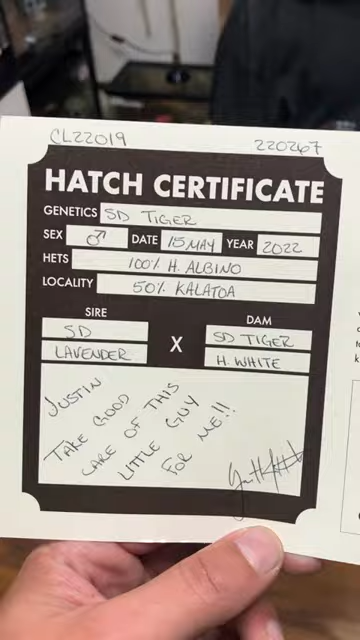 CL22019 220267
HATCH CERTIFICATE
GENETICS SD TIGER
SEX ♂ DATE 15 MAY YEAR 2022
HETS 100% H. ALBINO
LOCALITY 50% KALATOA
SIRE DAM
SD X SD TIGER
LAVENDER H. WHITE
JUSTIN
TAKE GOOD
CARE OF THIS
LITTLE GUY
FOR ME!!